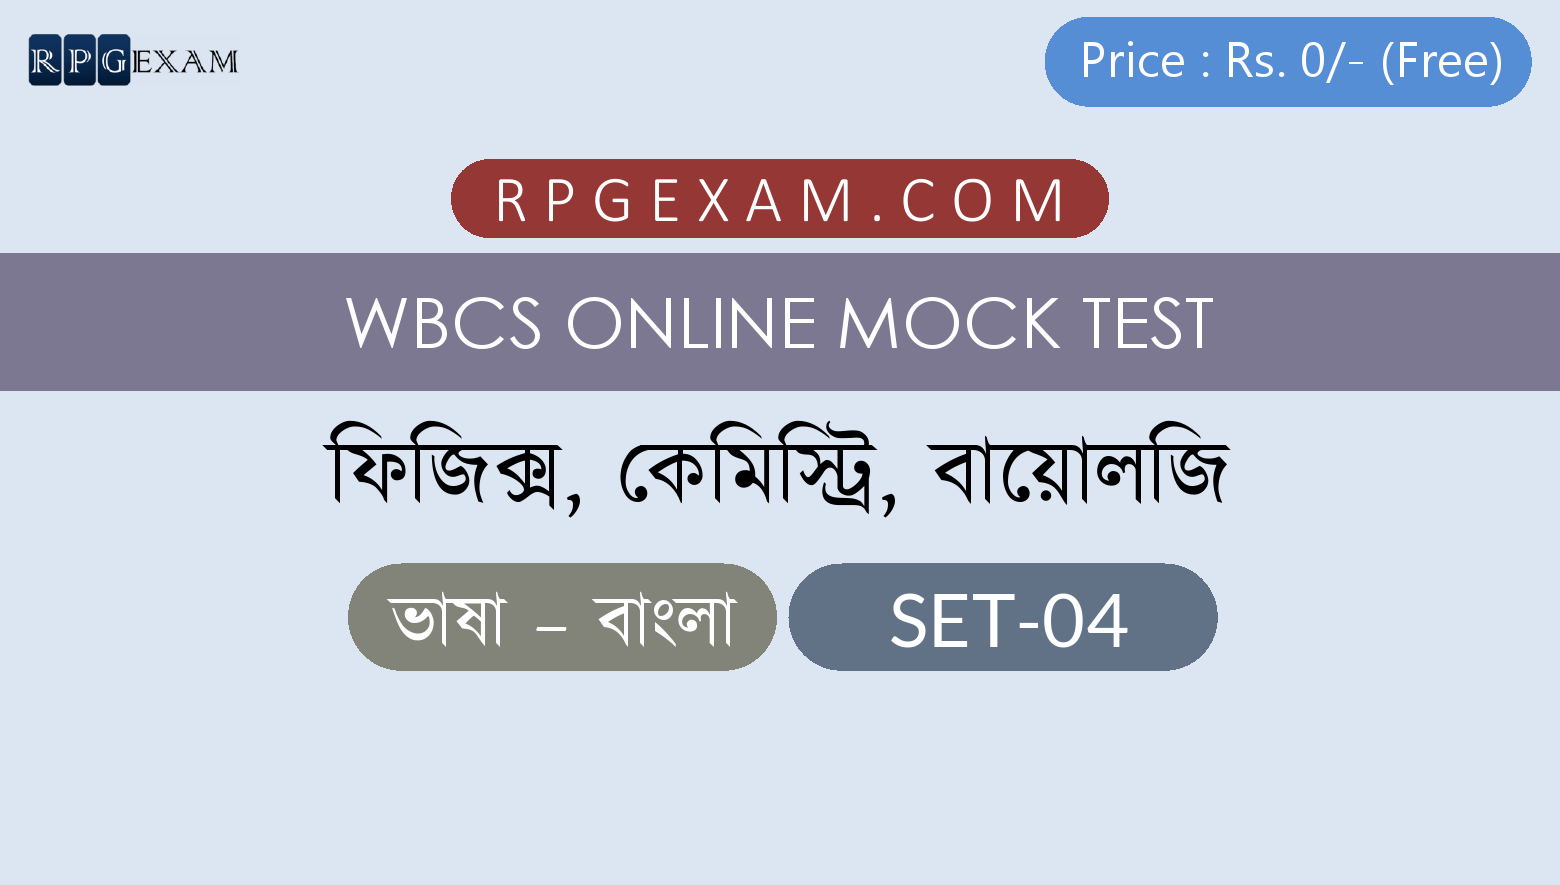 RPGEXAM
Price : Rs. 0/- (Free)
RPGEXAM.COM
WBCS ONLINE MOCK TEST
ফিজিক্স, কেমিস্ট্রি, বায়োলজি
ভাষা – বাংলা
SET-04